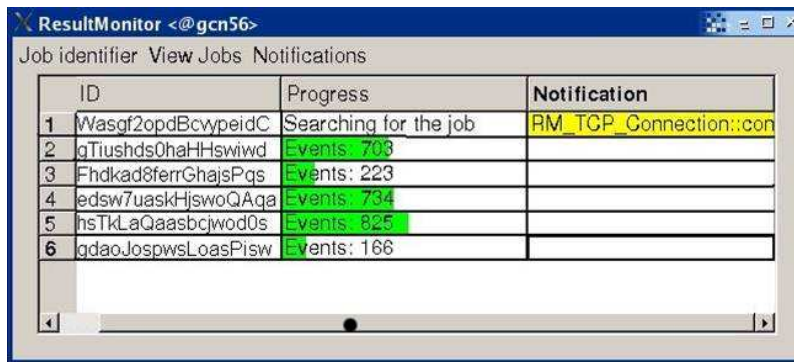 ResultMonitor <@gcn56>
Job identifier View Jobs Notifications
ID Progress Notification
1 Wasgf2opdBcvypeidC Searching for the job RM_TCP_Connection::con
2 gTiushds0haHHswiwd Events: 703
3 Fhdkad8ferrGhajsPqs Events: 223
4 edsw7uaskHjswoQAqa Events: 734
5 hsTkLaQaasbcjwod0s Events: 825
6 gdaoJospwsLoasPisw Events: 166